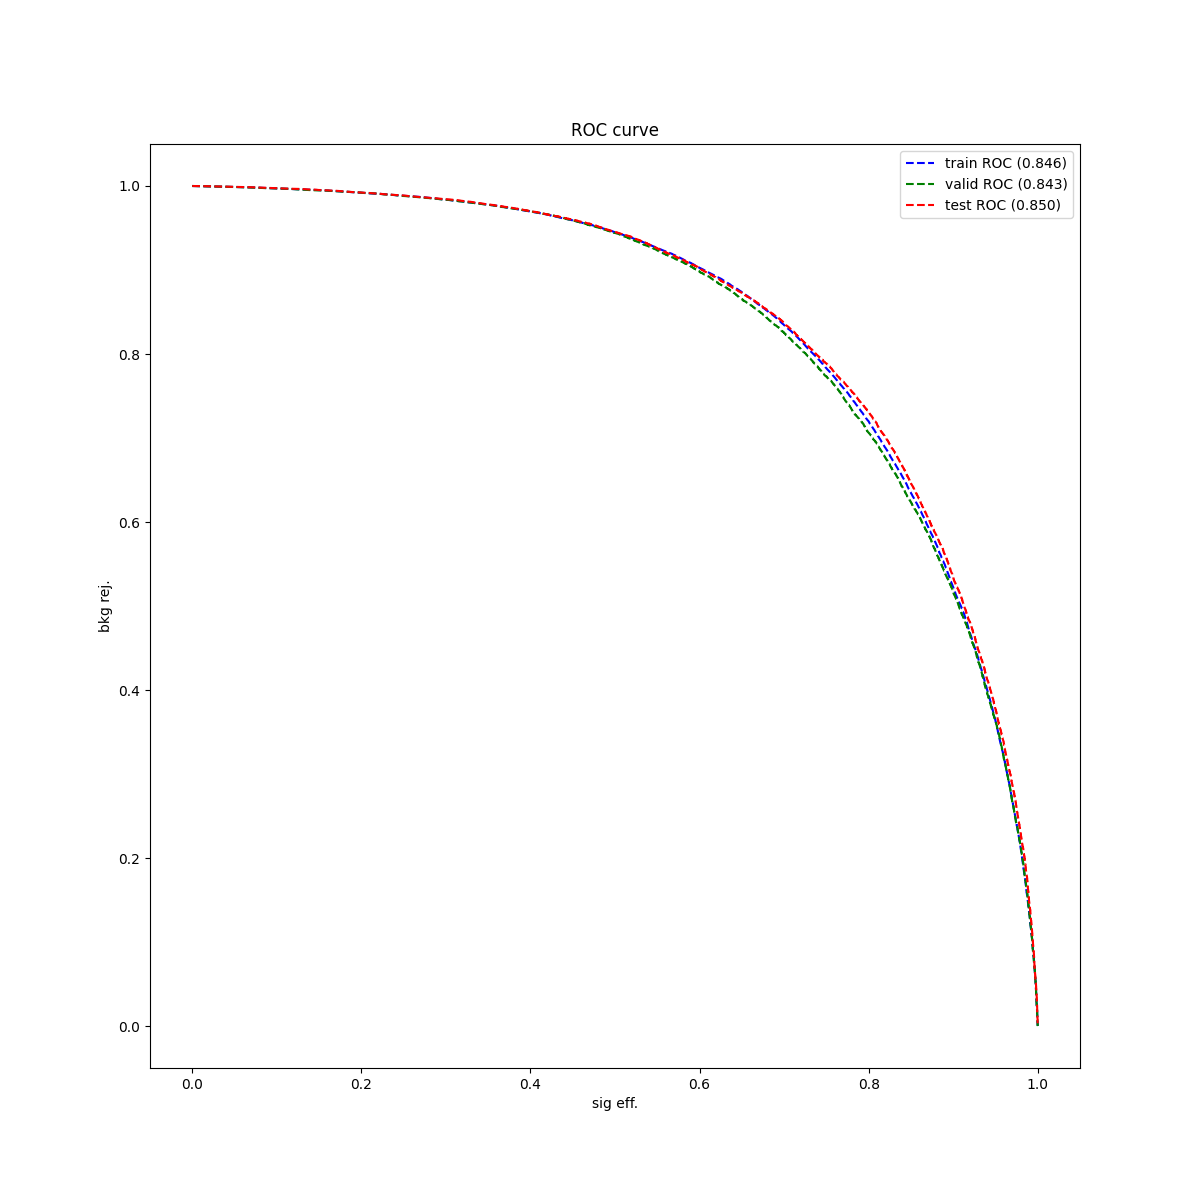 ROC curve
train ROC (0.846)
valid ROC (0.843)
test ROC (0.850)
1.0
0.8
0.6
0.4
0.2
0.0
bkg rej.
0.0 0.2 0.4 0.6 0.8 1.0
sig eff.